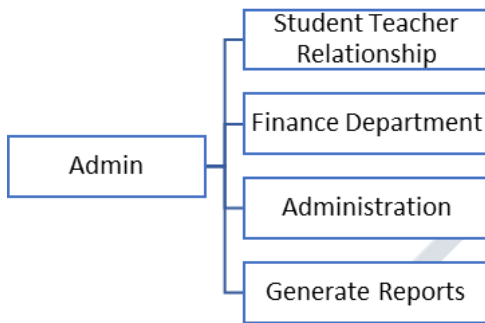 Student Teacher
Relationship
Finance Department
Admin
Administration
Generate Reports